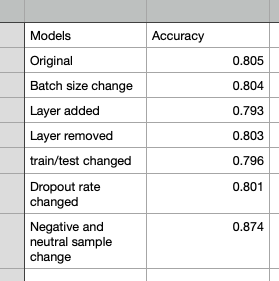 Models Accuracy
Original 0.805
Batch size change 0.804
Layer added 0.793
Layer removed 0.803
train/test changed 0.796
Dropout rate 0.801
changed
Negative and 0.874
neutral sample
change